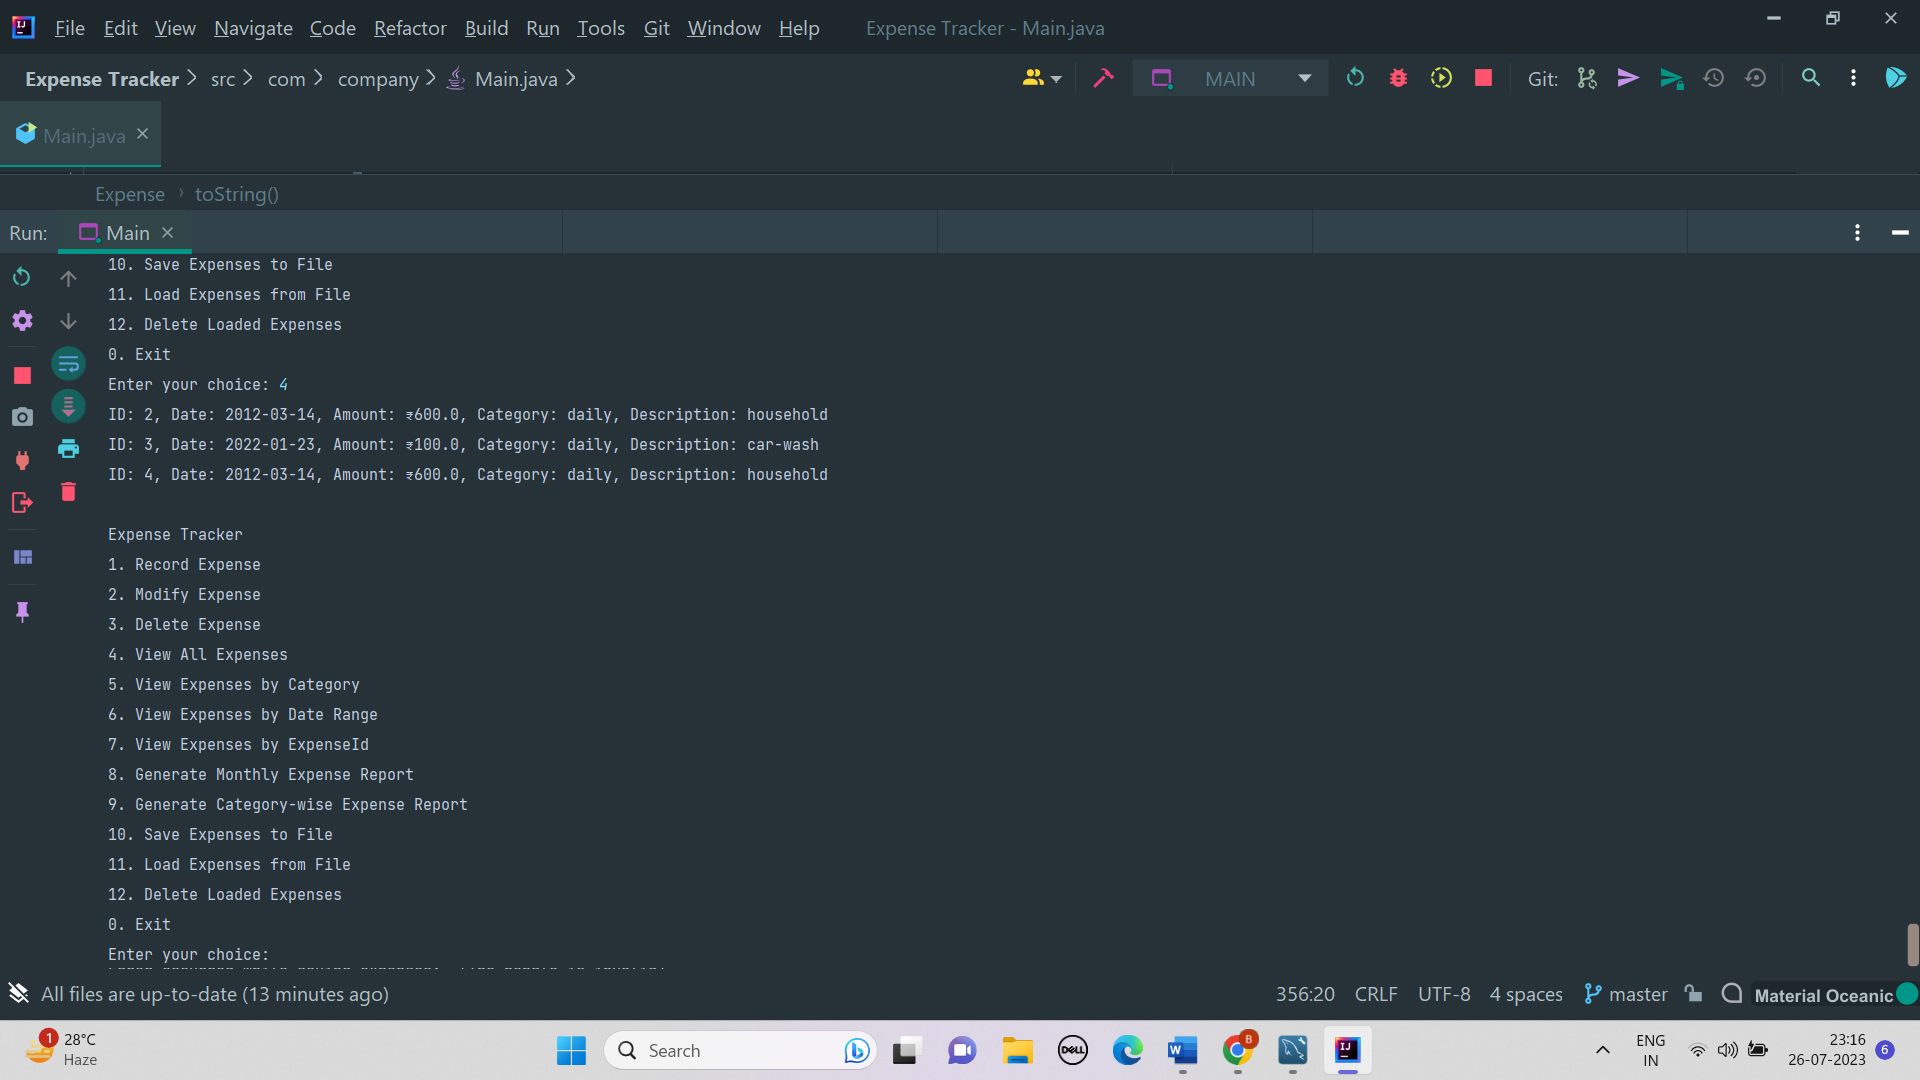 File Edit View Navigate Code Refactor Build Run Tools Git Window Help Expense Tracker - Main.java
Expense Tracker src com company Main.java MAIN Git:
Main.java
Expense toString()
Run: Main
10. Save Expenses to File
11. Load Expenses from File
12. Delete Loaded Expenses
0. Exit
Enter your choice: 4
ID: 2, Date: 2012-03-14, Amount: ₹600.0, Category: daily, Description: household
ID: 3, Date: 2022-01-23, Amount: ₹100.0, Category: daily, Description: car-wash
ID: 4, Date: 2012-03-14, Amount: ₹600.0, Category: daily, Description: household
Expense Tracker
1. Record Expense
2. Modify Expense
3. Delete Expense
4. View All Expenses
5. View Expenses by Category
6. View Expenses by Date Range
7. View Expenses by ExpenseId
8. Generate Monthly Expense Report
9. Generate Category-wise Expense Report
10. Save Expenses to File
11. Load Expenses from File
12. Delete Loaded Expenses
0. Exit
Enter your choice:
All files are up-to-date (13 minutes ago) 356:20 CRLF UTF-8 4 spaces master Material Oceanic
1 28°C
Haze
Search
DELL
W
B
IJ
ENG
IN
23:16
26-07-2023
6